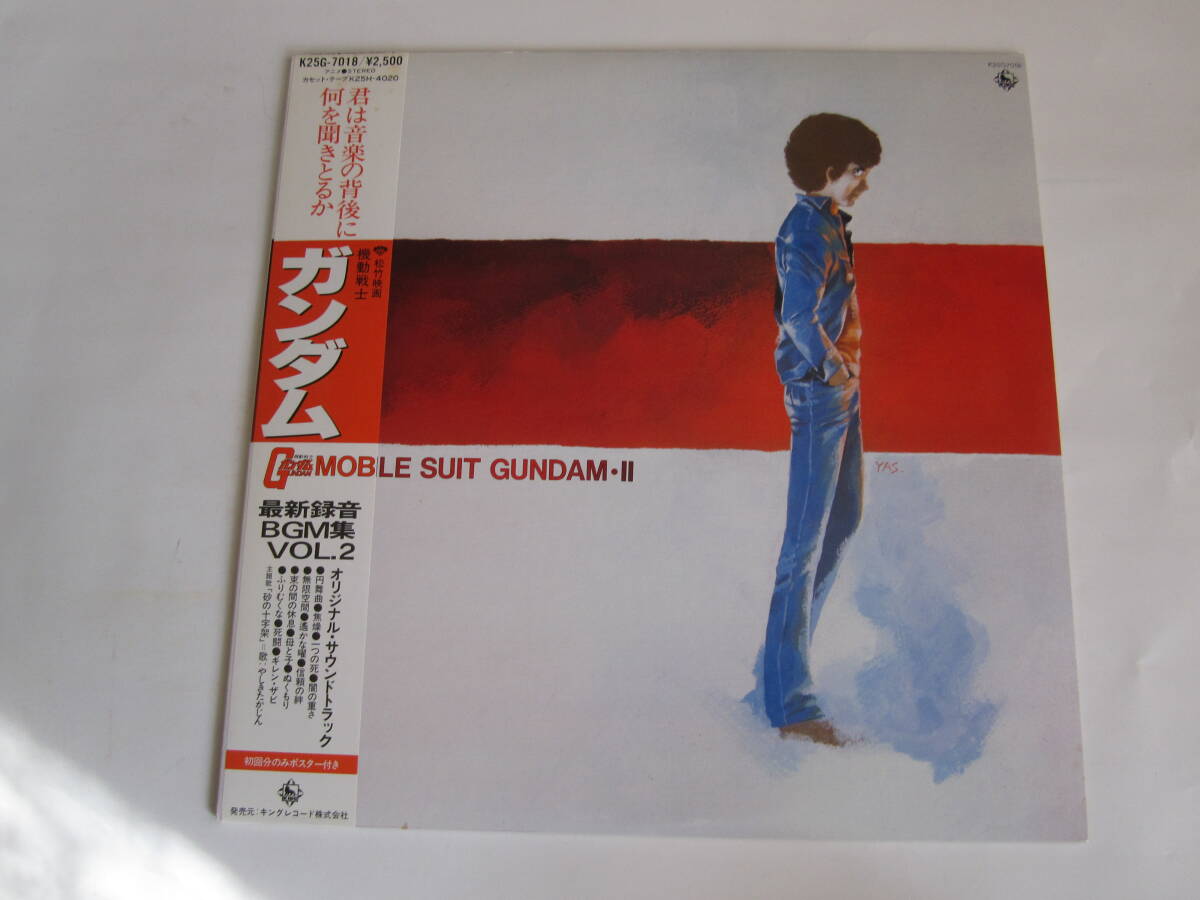 K25G-7018/¥2,500
アニメ●STEREO
カセット・テープK25H-4020
君は音楽の背後に
何を聞きとるか
松竹映画
機動戦士
ガンダム
G
GUNDAM
MOBLE SUIT GUNDAM・II
最新録音
BGM集
VOL.2
オリジナル・サウンドトラック
●円舞曲●焦燥●一つの死●闇の重さ
●無限空間●遙かな曙●信頼の絆
●束の間の休息●母と子●ぬくもり
●ふりむくな●死闘●ギレン・ザビ
主題歌「砂の十字架」=歌:やしきたかじん
初回分のみポスター付き
発売元:キングレコード株式会社
K25G7018
YAS.